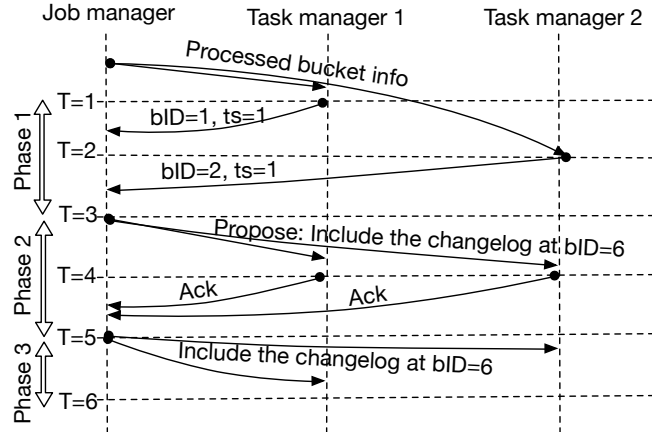 Job manager
Task manager 1
Task manager 2
Processed bucket info
T=1
bID=1, ts=1
Phase 1
T=2
bID=2, ts=1
T=3
Propose: Include the changelog at bID=6
Phase 2
T=4
Ack
Ack
T=5
Include the changelog at bID=6
Phase 3
T=6